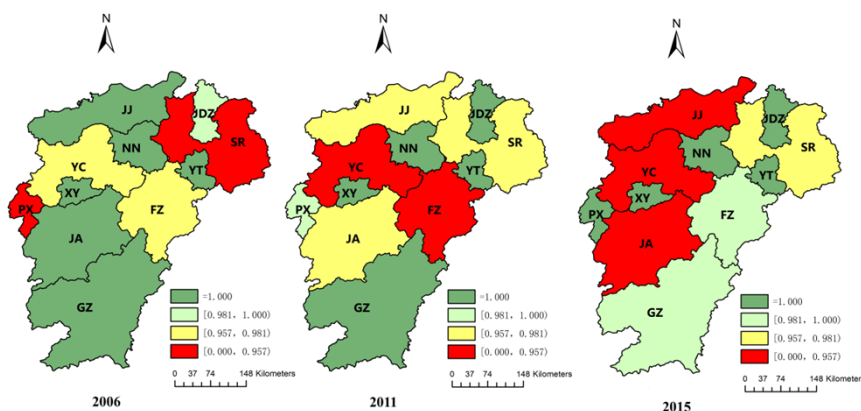 N
JJ
JDZ
SR
NN
YC
YT
XY
PX
FZ
JA
GZ
=1.000
[0.981, 1.000)
[0.957, 0.981)
[0.000, 0.957)
0 37 74 148 Kilometers
2006
N
JJ
JDZ
SR
NN
YC
YT
XY
PX
FZ
JA
GZ
=1.000
[0.981, 1.000)
[0.957, 0.981)
[0.000, 0.957)
0 37 74 148 Kilometers
2011
N
JJ
JDZ
SR
NN
YC
YT
XY
PX
FZ
JA
GZ
=1.000
[0.981, 1.000)
[0.957, 0.981)
[0.000, 0.957)
0 37 74 148 Kilometers
2015